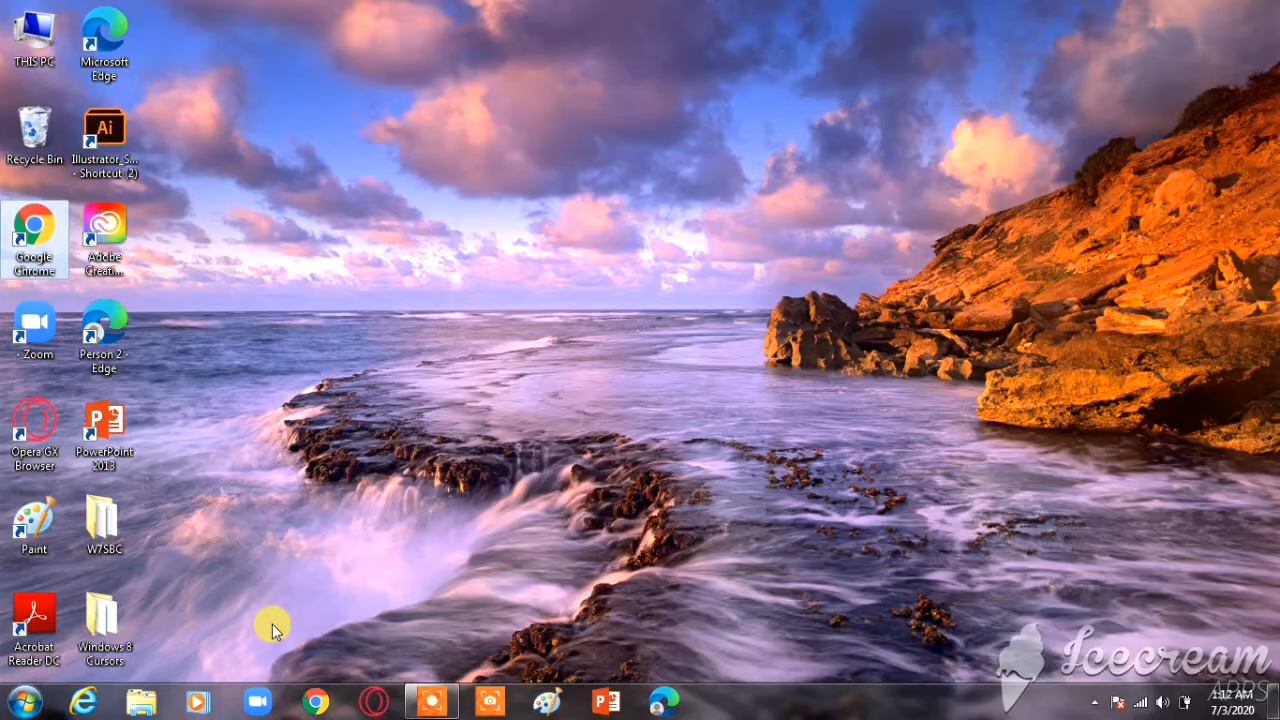 THIS PC
Microsoft
Edge
Recycle Bin
Ai
Illustrator_S...
- Shortcut (2)
Google
Chrome
Adobe
Creati...
- Zoom
Person 2 -
Edge
Opera GX
Browser
P
PowerPoint
2013
Paint
W7SBC
Acrobat
Reader DC
Windows 8
Cursors
Icecream
APPS
P
1:12 AM
7/3/2020